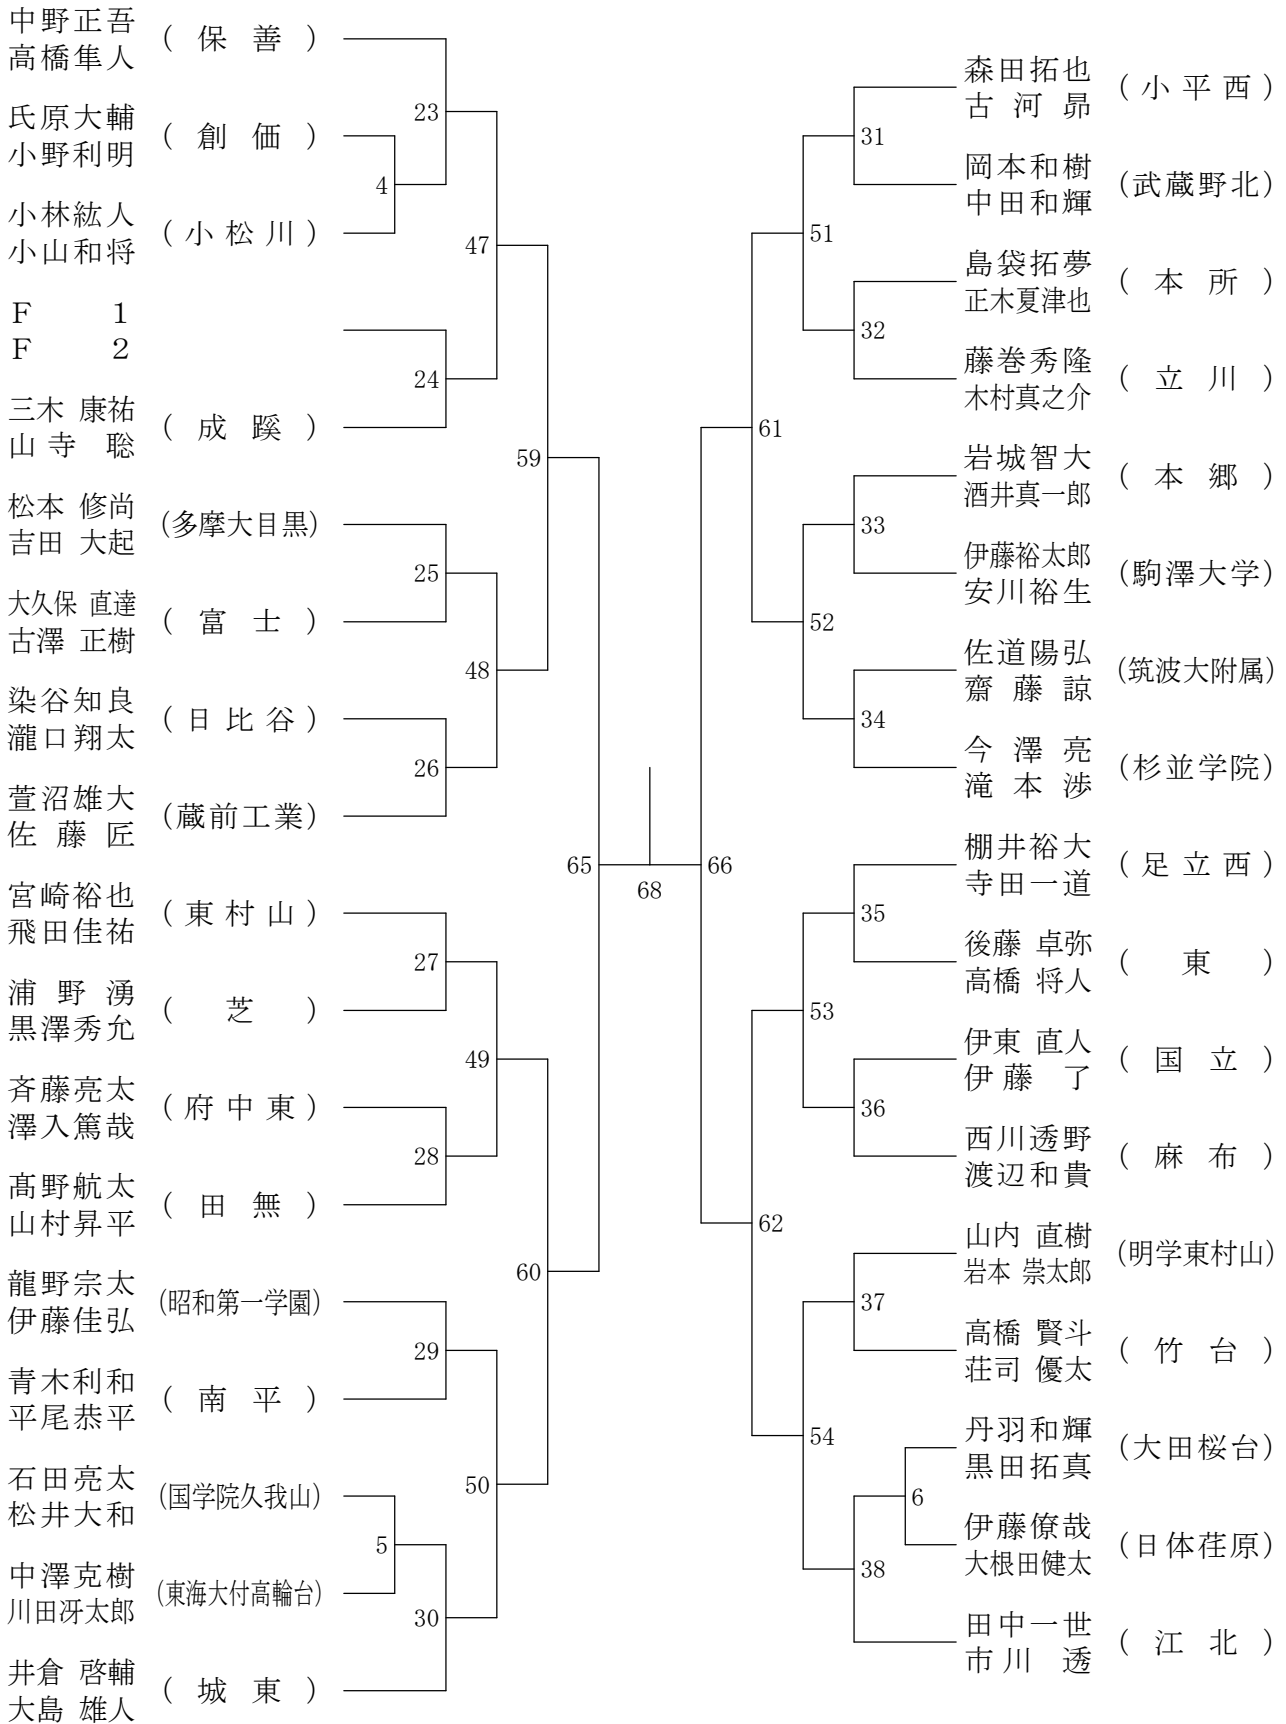 中野正吾
高橋隼人
(保善)
氏原大輔
小野利明
(創価)
小林紘人
小山和将
(小松川)
F 1
F 2
三木 康祐
山寺 聡
(成蹊)
松本 修尚
吉田 大起
(多摩大目黒)
大久保 直達
古澤 正樹
(富士)
染谷知良
瀧口翔太
(日比谷)
萱沼雄大
佐藤匠
(蔵前工業)
宮崎裕也
飛田佳祐
(東村山)
浦野湧
黒澤秀允
(芝)
斉藤亮太
澤入篤哉
(府中東)
髙野航太
山村昇平
(田無)
龍野宗太
伊藤佳弘
(昭和第一学園)
青木利和
平尾恭平
(南平)
石田亮太
松井大和
(国学院久我山)
中澤克樹
川田冴太郎
(東海大付高輪台)
井倉 啓輔
大島 雄人
(城東)
4
5
23
24
25
26
27
28
29
30
47
48
49
50
59
60
65
68
66
61
62
51
52
53
54
31
32
33
34
35
36
37
38
6
森田拓也
古河昴
(小平西)
岡本和樹
中田和輝
(武蔵野北)
島袋拓夢
正木夏津也
(本所)
藤巻秀隆
木村真之介
(立川)
岩城智大
酒井真一郎
(本郷)
伊藤裕太郎
安川裕生
(駒澤大学)
佐道陽弘
齋藤諒
(筑波大附属)
今澤亮
滝本渉
(杉並学院)
棚井裕大
寺田一道
(足立西)
後藤 卓弥
高橋 将人
(東)
伊東 直人
伊藤 了
(国立)
西川透野
渡辺和貴
(麻布)
山内 直樹
岩本 崇太郎
(明学東村山)
高橋 賢斗
荘司 優太
(竹台)
丹羽和輝
黒田拓真
(大田桜台)
伊藤僚哉
大根田健太
(日体荏原)
田中一世
市川 透
(江北)